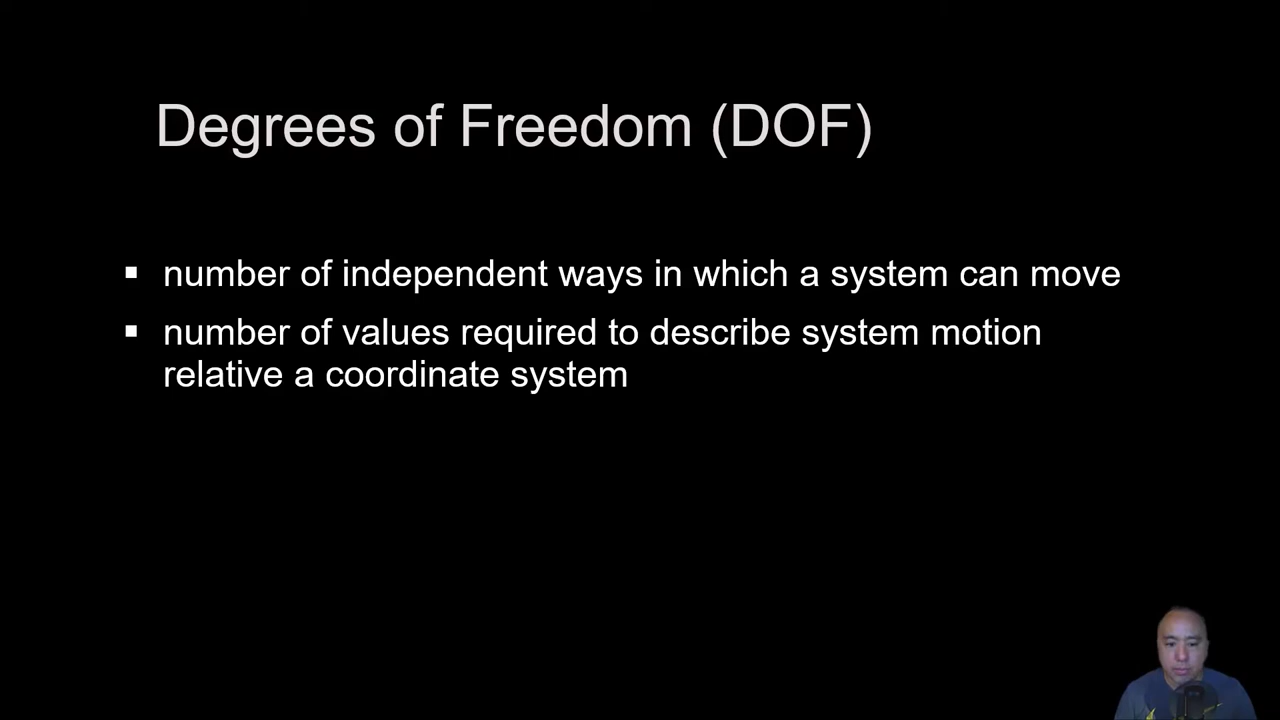 Degrees of Freedom (DOF)
▪ number of independent ways in which a system can move
▪ number of values required to describe system motion
relative a coordinate system